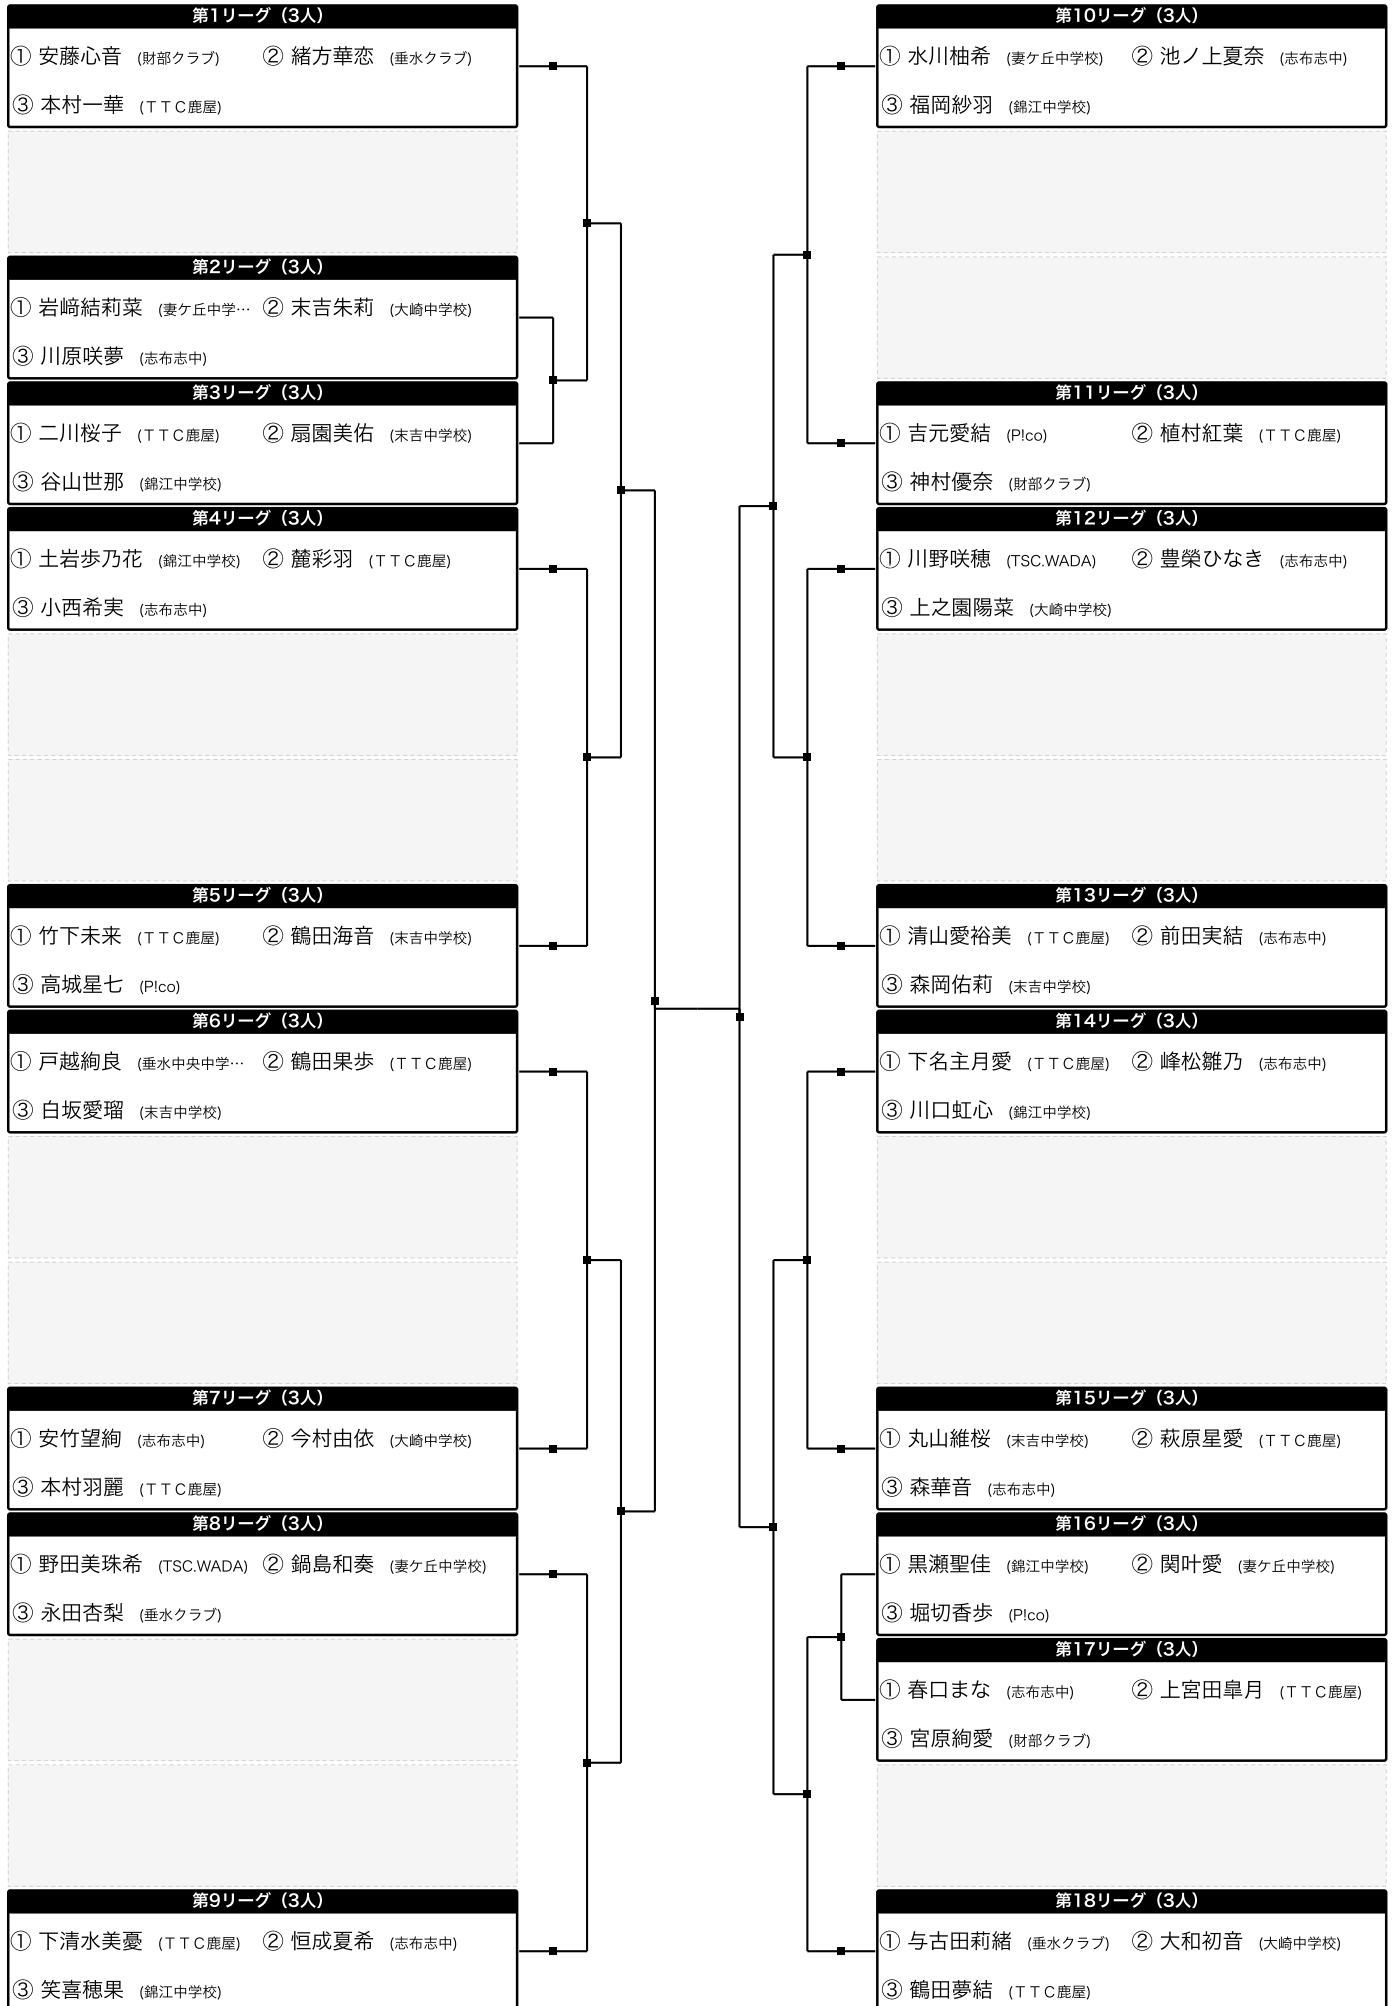 第1リーグ（3人）
① 安藤心音 （財部クラブ） ② 緒方華恋 （垂水クラブ）
③ 本村一華 （ＴＴＣ鹿屋）
第2リーグ（3人）
① 岩﨑結莉菜 （妻ケ丘中学… ② 末吉朱莉 （大崎中学校）
③ 川原咲夢 （志布志中）
第3リーグ（3人）
① 二川桜子 （ＴＴＣ鹿屋） ② 扇園美佑 （末吉中学校）
③ 谷山世那 （錦江中学校）
第4リーグ（3人）
① 土岩歩乃花 （錦江中学校） ② 麓彩羽 （ＴＴＣ鹿屋）
③ 小西希実 （志布志中）
第5リーグ（3人）
① 竹下未来 （ＴＴＣ鹿屋） ② 鶴田海音 （末吉中学校）
③ 高城星七 （P!co）
第6リーグ（3人）
① 戸越絢良 （垂水中央中学… ② 鶴田果歩 （ＴＴＣ鹿屋）
③ 白坂愛瑠 （末吉中学校）
第7リーグ（3人）
① 安竹望絢 （志布志中） ② 今村由依 （大崎中学校）
③ 本村羽麗 （ＴＴＣ鹿屋）
第8リーグ（3人）
① 野田美珠希 （TSC.WADA） ② 鍋島和奏 （妻ケ丘中学校）
③ 永田杏梨 （垂水クラブ）
第9リーグ（3人）
① 下清水美憂 （ＴＴＣ鹿屋） ② 恒成夏希 （志布志中）
③ 笑喜穂果 （錦江中学校）
第10リーグ（3人）
① 水川柚希 （妻ケ丘中学校） ② 池ノ上夏奈 （志布志中）
③ 福岡紗羽 （錦江中学校）
第11リーグ（3人）
① 吉元愛結 （P!co） ② 植村紅葉 （ＴＴＣ鹿屋）
③ 神村優奈 （財部クラブ）
第12リーグ（3人）
① 川野咲穂 （TSC.WADA） ② 豊榮ひなき （志布志中）
③ 上之園陽菜 （大崎中学校）
第13リーグ（3人）
① 清山愛裕美 （ＴＴＣ鹿屋） ② 前田実結 （志布志中）
③ 森岡佑莉 （末吉中学校）
第14リーグ（3人）
① 下名主月愛 （ＴＴＣ鹿屋） ② 峰松雛乃 （志布志中）
③ 川口虹心 （錦江中学校）
第15リーグ（3人）
① 丸山維桜 （末吉中学校） ② 萩原星愛 （ＴＴＣ鹿屋）
③ 森華音 （志布志中）
第16リーグ（3人）
① 黒瀬聖佳 （錦江中学校） ② 関叶愛 （妻ケ丘中学校）
③ 堀切香歩 （P!co）
第17リーグ（3人）
① 春口まな （志布志中） ② 上宮田皐月 （ＴＴＣ鹿屋）
③ 宮原絢愛 （財部クラブ）
第18リーグ（3人）
① 与古田莉緒 （垂水クラブ） ② 大和初音 （大崎中学校）
③ 鶴田夢結 （ＴＴＣ鹿屋）